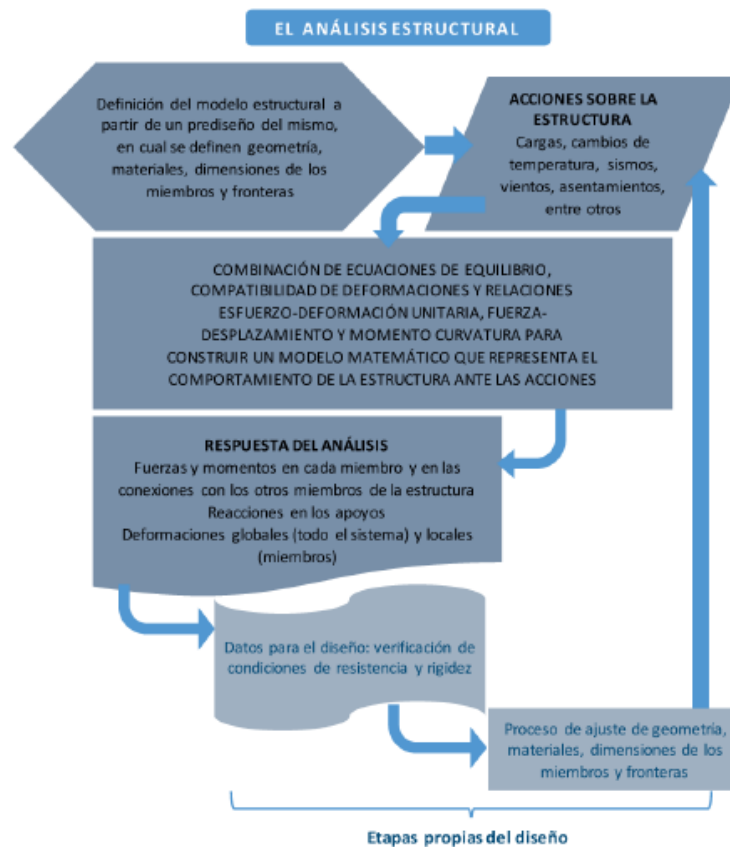 EL ANÁLISIS ESTRUCTURAL
Definición del modelo estructural a
partir de un prediseño del mismo,
en cual se definen geometría,
materiales, dimensiones de los
miembros y fronteras
ACCIONES SOBRE LA
ESTRUCTURA
Cargas, cambios de
temperatura, sismos,
vientos, asentamientos,
entre otros
COMBINACIÓN DE ECUACIONES DE EQUILIBRIO,
COMPATIBILIDAD DE DEFORMACIONES Y RELACIONES
ESFUERZO-DEFORMACIÓN UNITARIA, FUERZA-
DESPLAZAMIENTO Y MOMENTO CURVATURA PARA
CONSTRUIR UN MODELO MATEMÁTICO QUE REPRESENTA EL
COMPORTAMIENTO DE LA ESTRUCTURA ANTE LAS ACCIONES
RESPUESTA DEL ANÁLISIS
Fuerzas y momentos en cada miembro y en las
conexiones con los otros miembros de la estructura
Reacciones en los apoyos
Deformaciones globales (todo el sistema) y locales
(miembros)
Datos para el diseño: verificación de
condiciones de resistencia y rigidez
Proceso de ajuste de geometría,
materiales, dimensiones de los
miembros y fronteras
Etapas propias del diseño